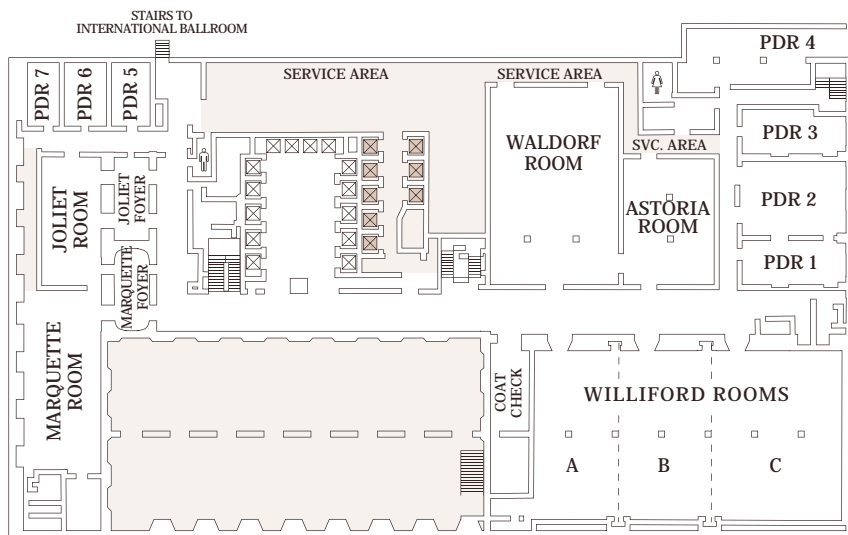 STAIRS TO
INTERNATIONAL BALLROOM
PDR 7
PDR 6
PDR 5
SERVICE AREA
SERVICE AREA
PDR 4
WALDORF
ROOM
SVC. AREA
PDR 3
JOLIET
ROOM
JOLIET
FOYER
ASTORIA
ROOM
PDR 2
MARQUETTE
FOYER
PDR 1
MARQUETTE
ROOM
COAT
CHECK
WILLIFORD ROOMS
A
B
C